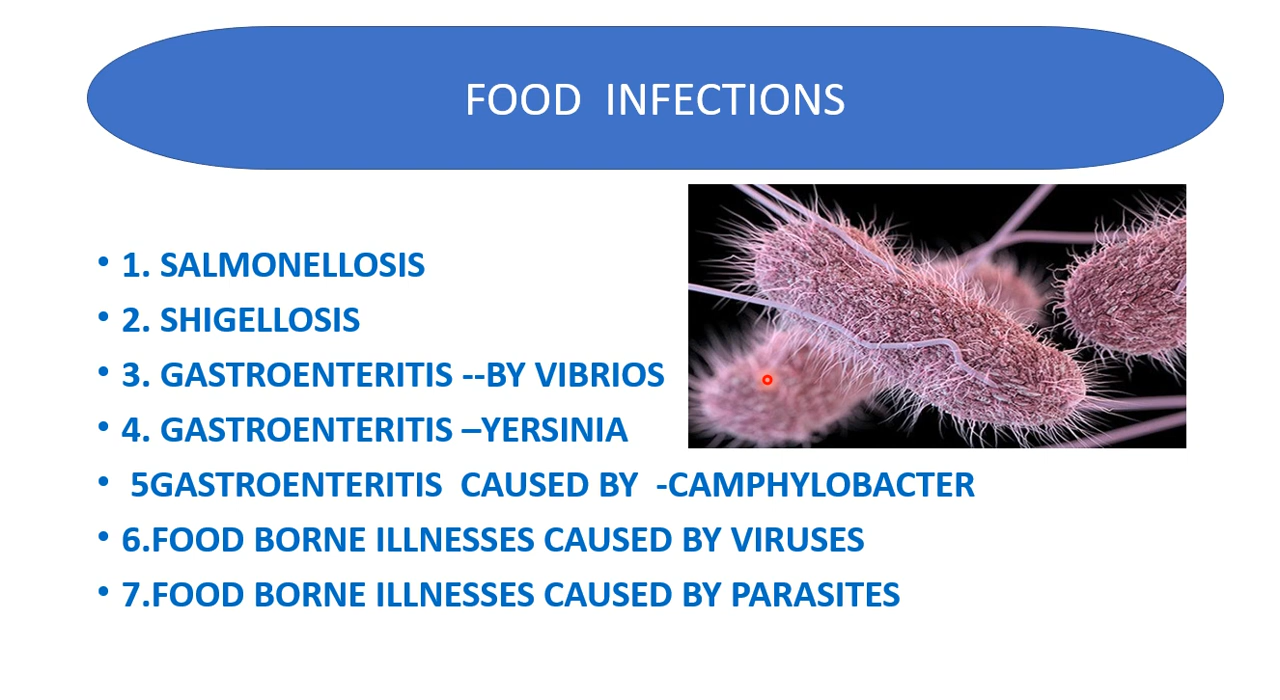 FOOD  INFECTIONS
• 1. SALMONELLOSIS
• 2. SHIGELLOSIS
• 3. GASTROENTERITIS --BY VIBRIOS
• 4. GASTROENTERITIS –YERSINIA
•  5GASTROENTERITIS  CAUSED BY  -CAMPHYLOBACTER
• 6.FOOD BORNE ILLNESSES CAUSED BY VIRUSES
• 7.FOOD BORNE ILLNESSES CAUSED BY PARASITES